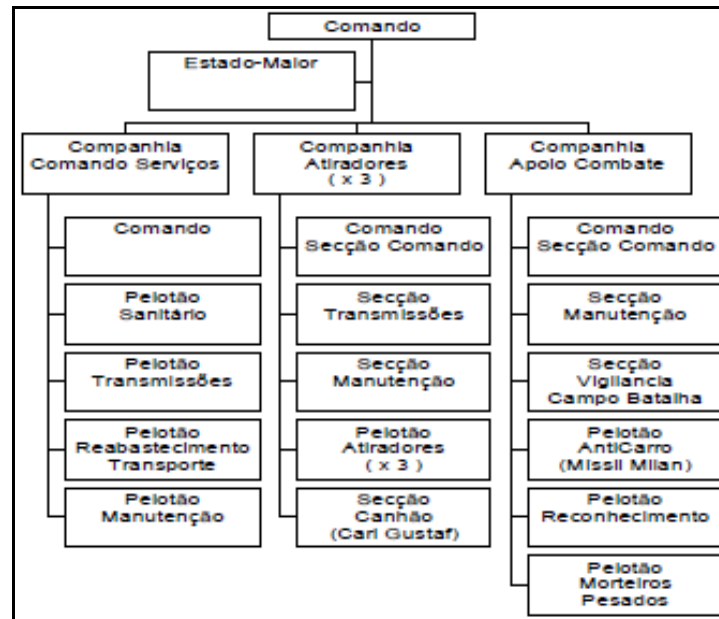 Comando
Estado-Maior
Companhia
Comando Serviços
Companhia
Atiradores
( x 3 )
Companhia
Apoio Combate
Comando
Pelotão
Sanitário
Pelotão
Transmissões
Pelotão
Reabastecimento
Transporte
Pelotão
Manutenção
Comando
Secção Comando
Secção
Transmissões
Secção
Manutenção
Pelotão
Atiradores
( x 3 )
Secção
Canhão
(Carl Gustaf)
Comando
Secção Comando
Secção
Manutenção
Secção
Vigilancia
Campo Batalha
Pelotão
AntiCarro
(Missil Milan)
Pelotão
Reconhecimento
Pelotão
Morteiros
Pesados